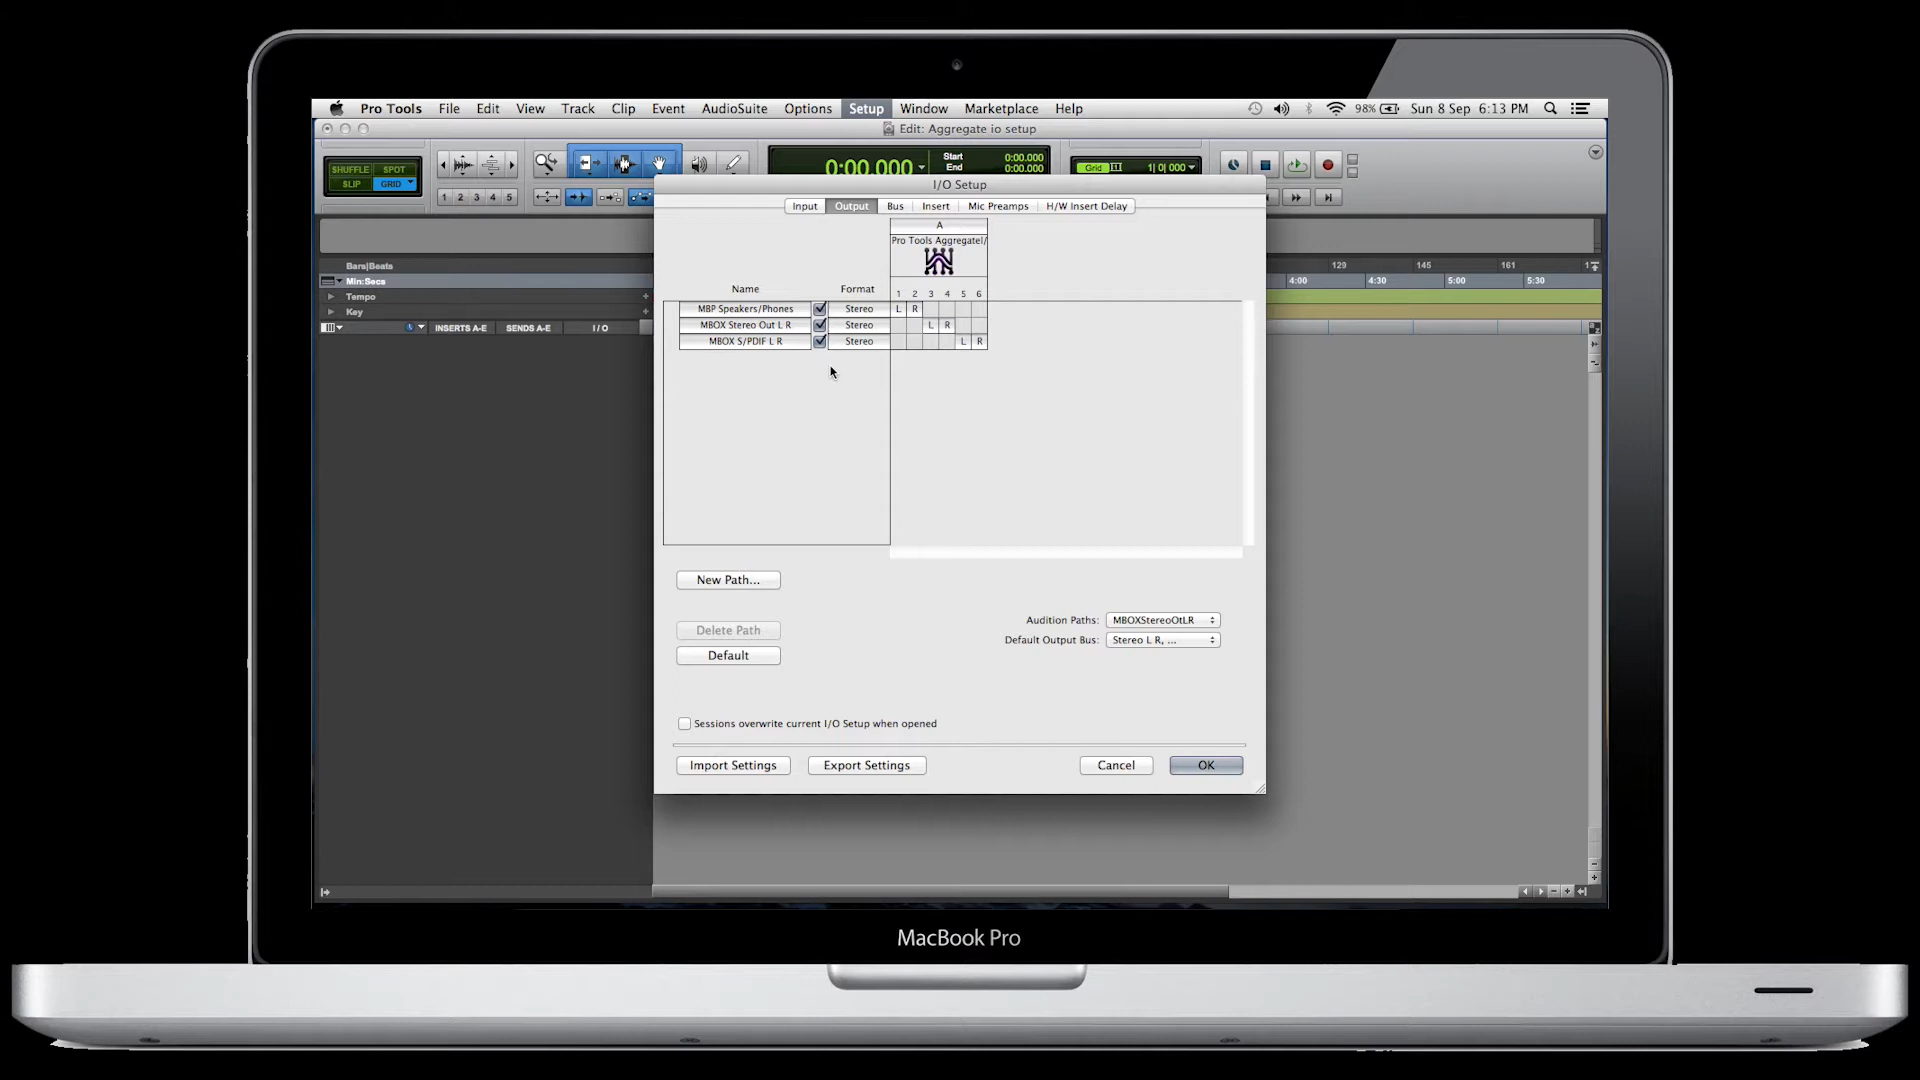 Pro Tools File Edit View Track Clip Event AudioSuite Options Setup Window Marketplace Help 98% Sun 8 Sep 6:13 PM
Edit: Aggregate io setup
SHUFFLE SPOT
SLIP GRID
0:00.000
Start 0:00.000
End 0:00.000
Grid 1| 0| 000
1 2 3 4 5
I/O Setup
Input Output Bus Insert Mic Preamps H/W Insert Delay
A
Pro Tools AggregateI/
Name Format 1 2 3 4 5 6
MBP Speakers/Phones Stereo L R
MBOX Stereo Out L R Stereo L R
MBOX S/PDIF L R Stereo L R
Bars|Beats
Min:Secs
Tempo
Key
INSERTS A-E SENDS A-E I/O
129 145 161
4:00 4:30 5:00 5:30
New Path...
Delete Path
Default
Audition Paths: MBOXStereoOtLR
Default Output Bus: Stereo L R, ...
Sessions overwrite current I/O Setup when opened
Import Settings Export Settings Cancel OK
MacBook Pro